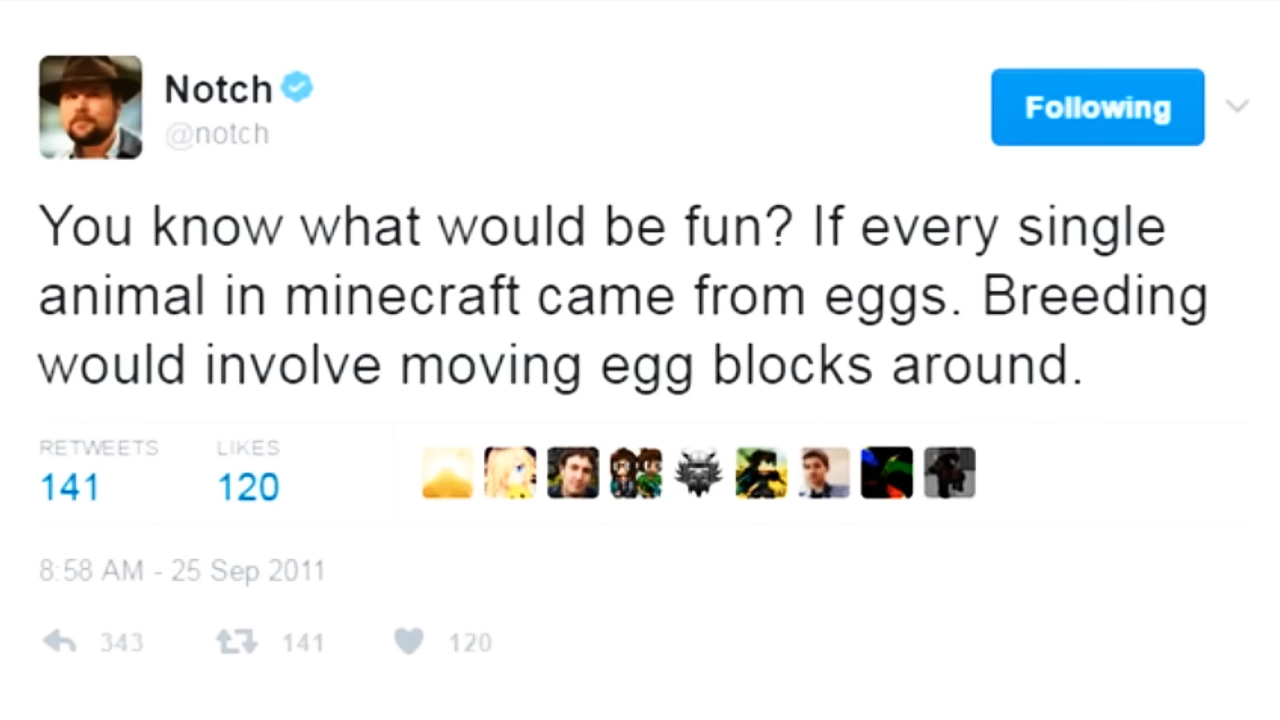 Notch
@notch
Following
You know what would be fun? If every single
animal in minecraft came from eggs. Breeding
would involve moving egg blocks around.
RETWEETS LIKES
141 120
8:58 AM - 25 Sep 2011
343 141 120